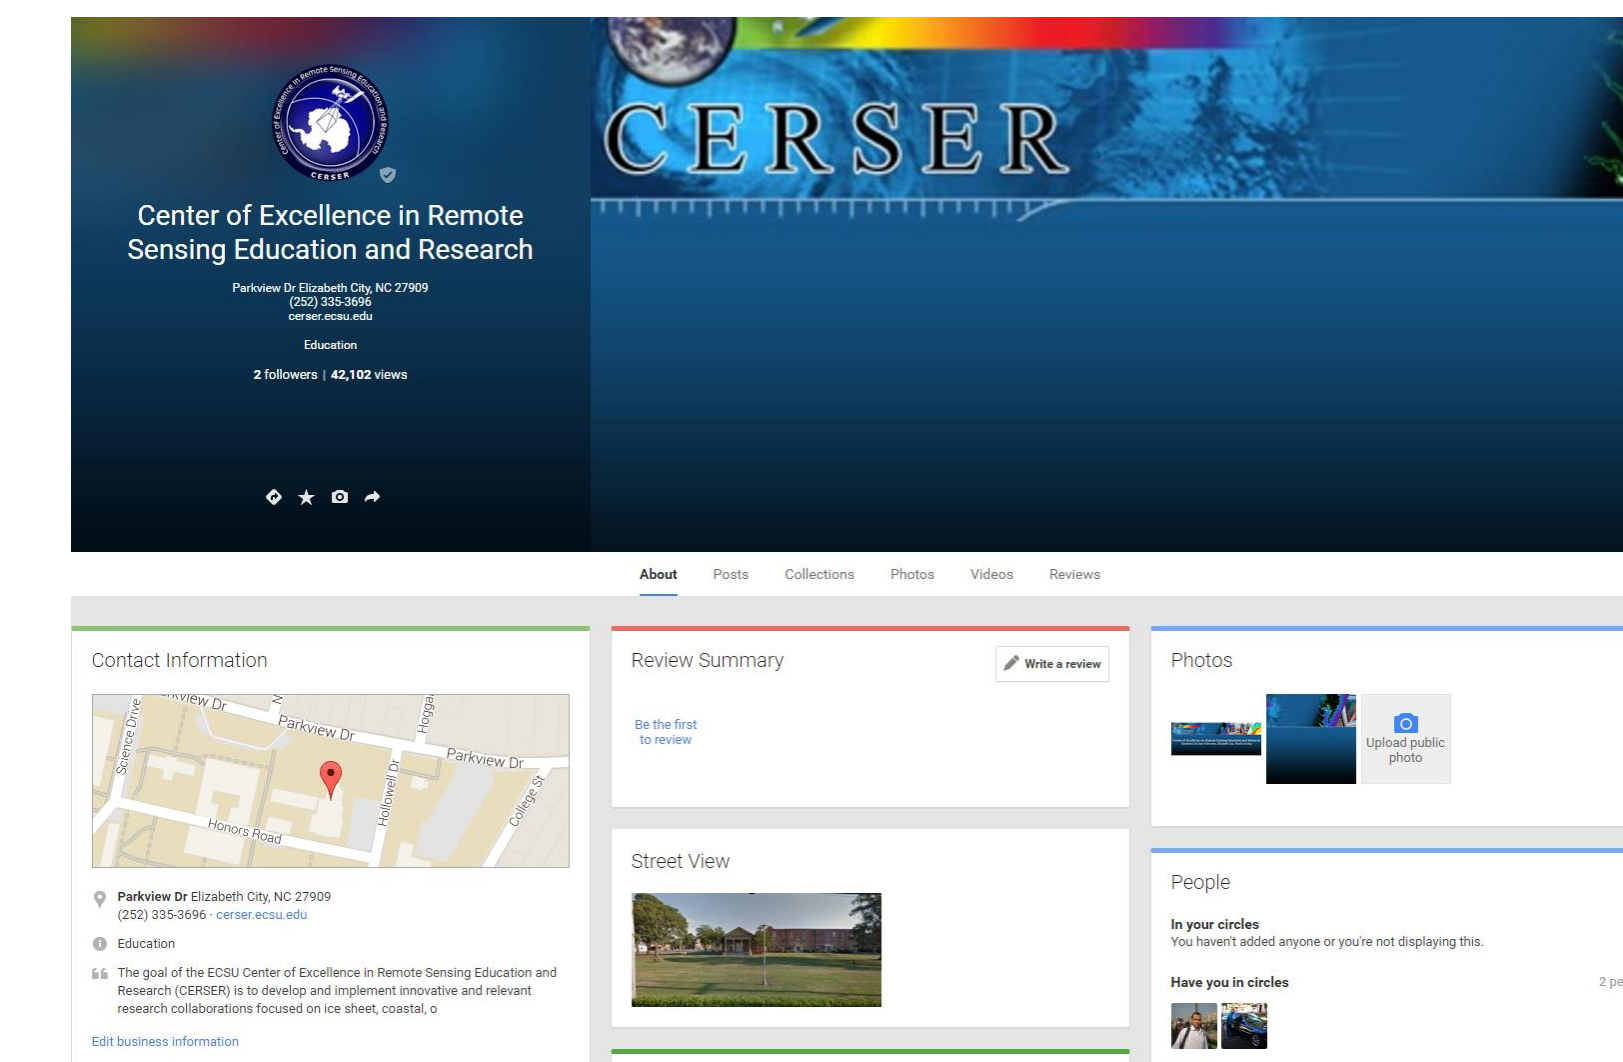 Center of Excellence in Remote Sensing Education and Research
CERSER
CERSER
Center of Excellence in Remote
Sensing Education and Research
Parkview Dr Elizabeth City, NC 27909
(252) 335-3696
cerser.ecsu.edu
Education
2 followers | 42,102 views
About Posts Collections Photos Videos Reviews
Contact Information
Science Drive
Parkview Dr
Hollowell Dr
Parkview Dr
College St
Honors Road
Parkview Dr Elizabeth City, NC 27909
(252) 335-3696 · cerser.ecsu.edu
Education
The goal of the ECSU Center of Excellence in Remote Sensing Education and
Research (CERSER) is to develop and implement innovative and relevant
research collaborations focused on ice sheet, coastal, o
Edit business information
Review Summary
Write a review
Be the first
to review
Street View
Photos
Upload public
photo
People
In your circles
You haven't added anyone or you're not displaying this.
Have you in circles
2 pe